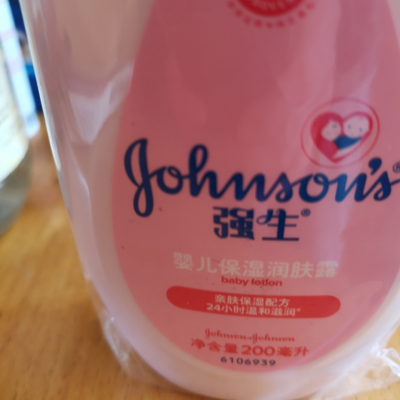 Johnson's®
强生®
婴儿保湿润肤露
baby lotion
亲肤保湿配方
24小时温和滋润*
Johnson&Johnson
净含量200毫升
6106939